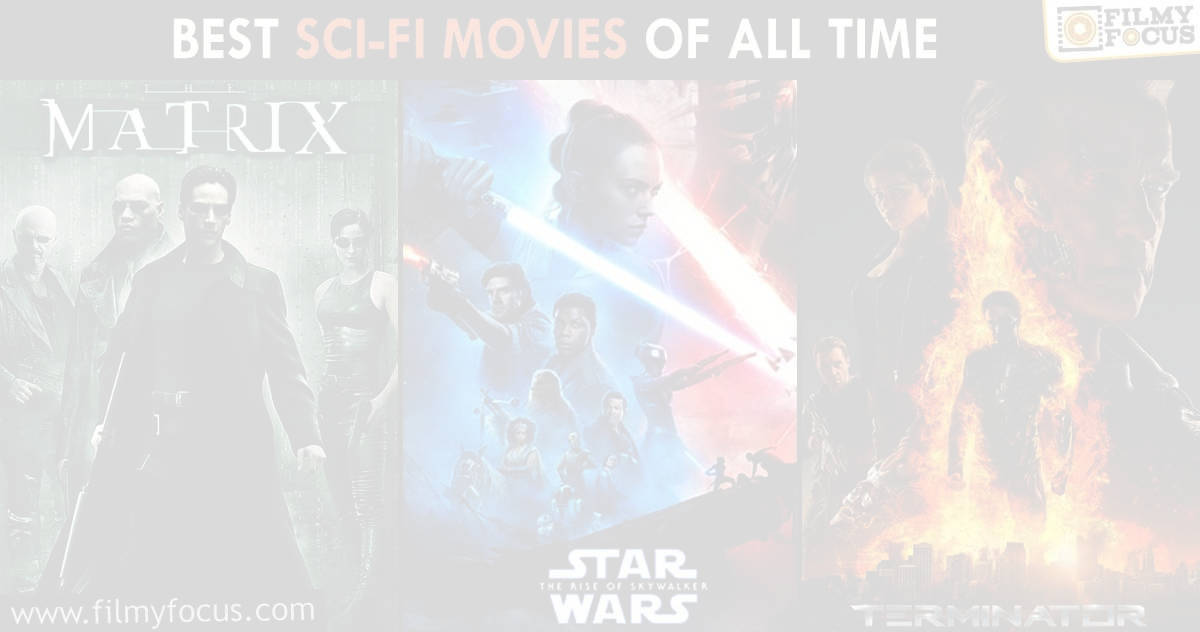 BEST SCI-FI MOVIES OF ALL TIME
FILMY
FOCUS
THE
MATRIX
STAR
THE RISE OF SKYWALKER
WARS
TERMINATOR
www.filmyfocus.com